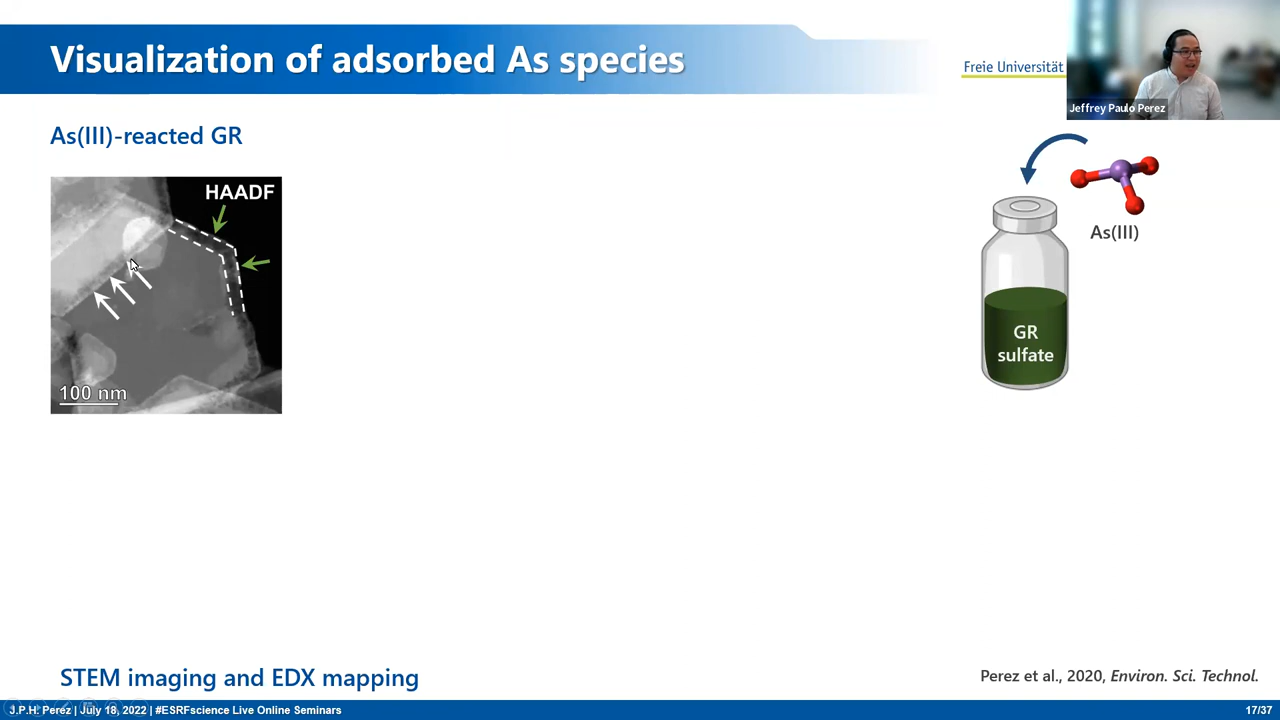 Visualization of adsorbed As species
Freie Universität
Jeffrey Paulo Perez
As(III)-reacted GR
HAADF
100 nm
As(III)
GR
sulfate
STEM imaging and EDX mapping
Perez et al., 2020, Environ. Sci. Technol.
J.P.H. Perez | July 18, 2022 | #ESRFscience Live Online Seminars
17/37